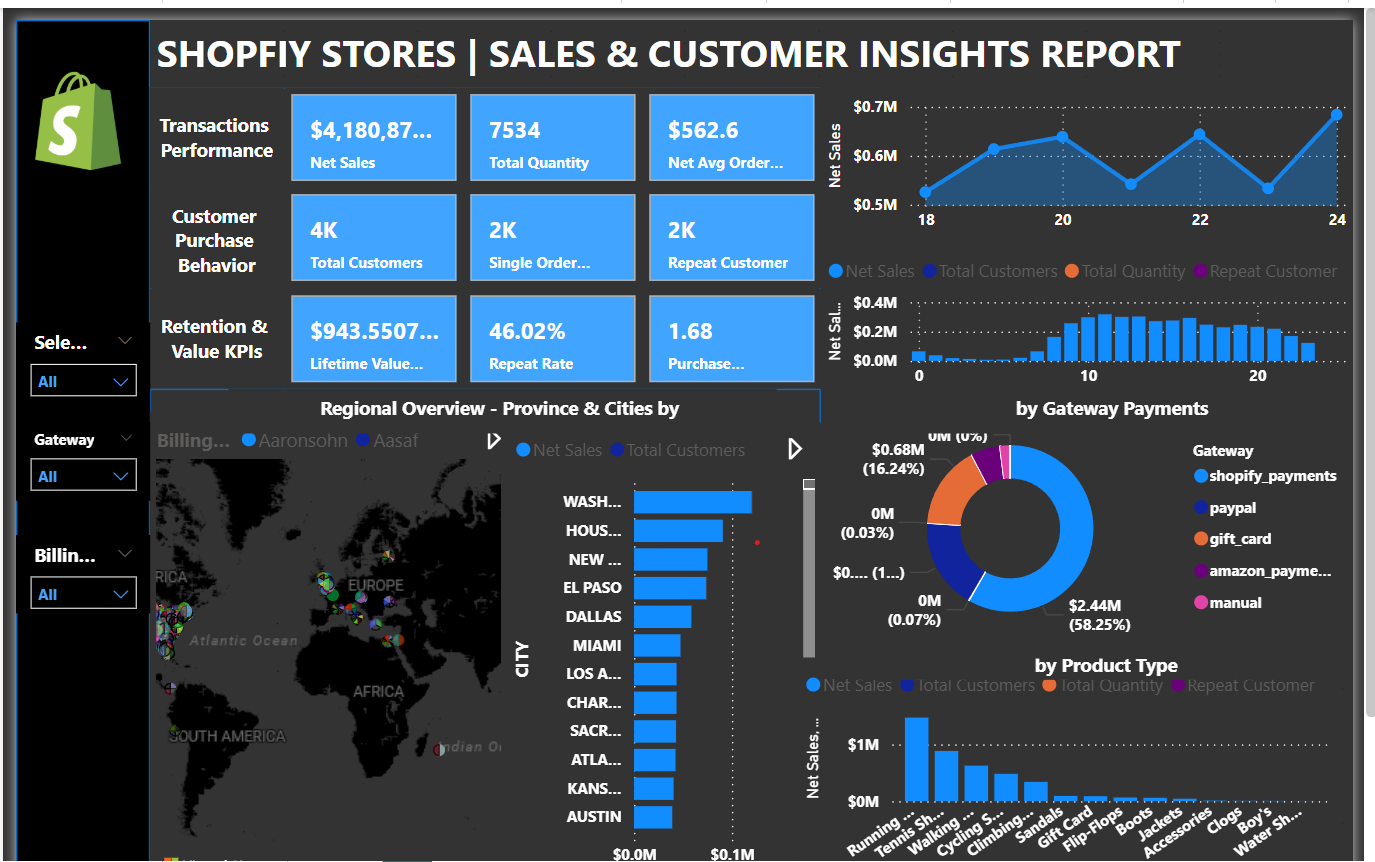 SHOPFIY STORES | SALES & CUSTOMER INSIGHTS REPORT
S
Sele...
All
Gateway
All
Billin...
All
Transactions
Performance
$4,180,87...
Net Sales
7534
Total Quantity
$562.6
Net Avg Order...
Customer
Purchase
Behavior
4K
Total Customers
2K
Single Order...
2K
Repeat Customer
Retention &
Value KPIs
$943.5507...
Lifetime Value...
46.02%
Repeat Rate
1.68
Purchase...
Net Sales
$0.7M
$0.6M
$0.5M
18 20 22 24
Net Sales Total Customers Total Quantity Repeat Customer
Net Sal...
$0.4M
$0.2M
$0.0M
0 10 20
Regional Overview - Province & Cities by
Billing... Aaronsohn Aasaf
RICA
EUROPE
Atlantic Ocean
AFRICA
SOUTH AMERICA
Indian O
Net Sales Total Customers
CITY
WASH...
HOUS...
NEW ...
EL PASO
DALLAS
MIAMI
LOS A...
CHAR...
SACR...
ATLA...
KANS...
AUSTIN
$0.0M $0.1M
by Gateway Payments
0M (0%)
$0.68M
(16.24%)
0M
(0.03%)
$0.... (1...)
0M
(0.07%)
$2.44M
(58.25%)
Gateway
shopify_payments
paypal
gift_card
amazon_payme...
manual
by Product Type
Net Sales Total Customers Total Quantity Repeat Customer
Net Sales, ...
$1M
$0M
Running ...
Tennis Sh...
Walking ...
Cycling S...
Climbing...
Sandals
Gift Card
Flip-Flops
Boots
Jackets
Accessories
Clogs
Boy's
Water Sh...